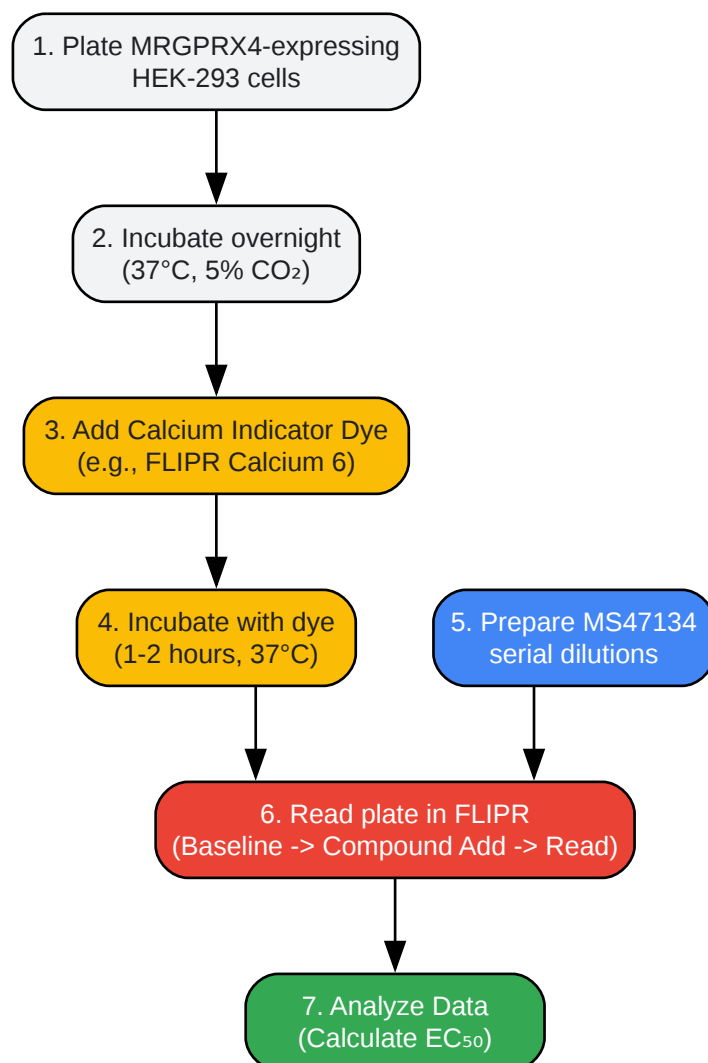 1. Plate MRGPRX4-expressing
HEK-293 cells
2. Incubate overnight
(37°C, 5% CO₂)
3. Add Calcium Indicator Dye
(e.g., FLIPR Calcium 6)
4. Incubate with dye
(1-2 hours, 37°C)
5. Prepare MS47134
serial dilutions
6. Read plate in FLIPR
(Baseline -> Compound Add -> Read)
7. Analyze Data
(Calculate EC₅₀)